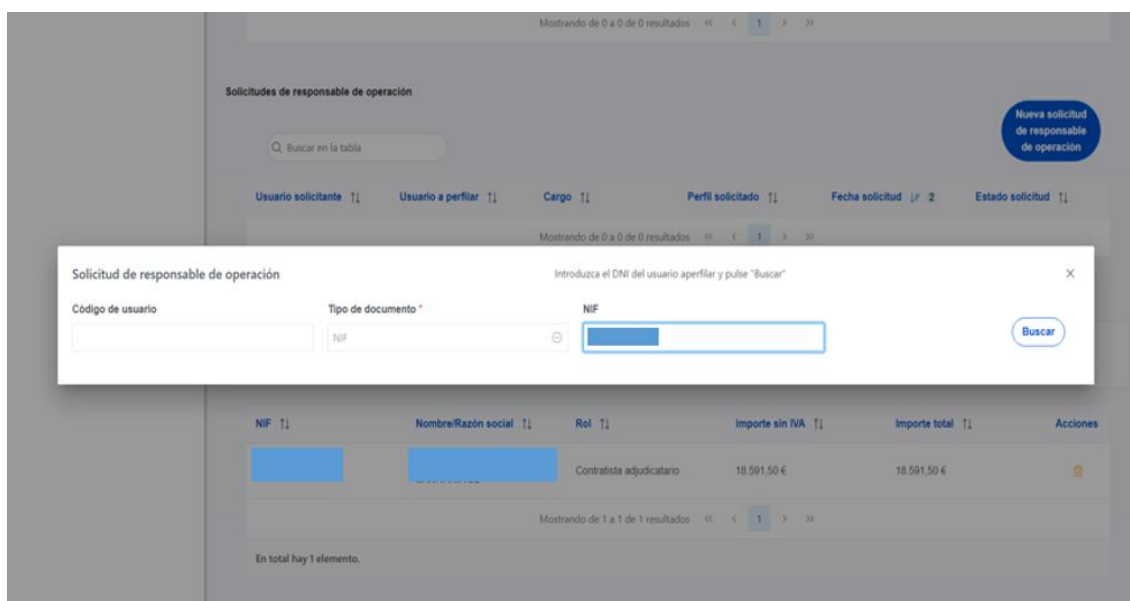 Mostrando de 0 a 0 de 0 resultados << < 1 > >>
Solicitudes de responsable de operación
Nueva solicitud
de responsable
de operación
Buscar en la tabla
Usuario solicitante Usuario a perfilar Cargo Perfil solicitado Fecha solicitud 2 Estado solicitud
Mostrando de 0 a 0 de 0 resultados << < 1 > >>
Solicitud de responsable de operación Introduzca el DNI del usuario aperfilar y pulse "Buscar" ×
Código de usuario Tipo de documento * NIF
NIF
Buscar
NIF Nombre/Razón social Rol Importe sin IVA Importe total Acciones
Contratista adjudicatario 18.591,50 € 18.591,50 €
Mostrando de 1 a 1 de 1 resultados << < 1 > >>
En total hay 1 elemento.